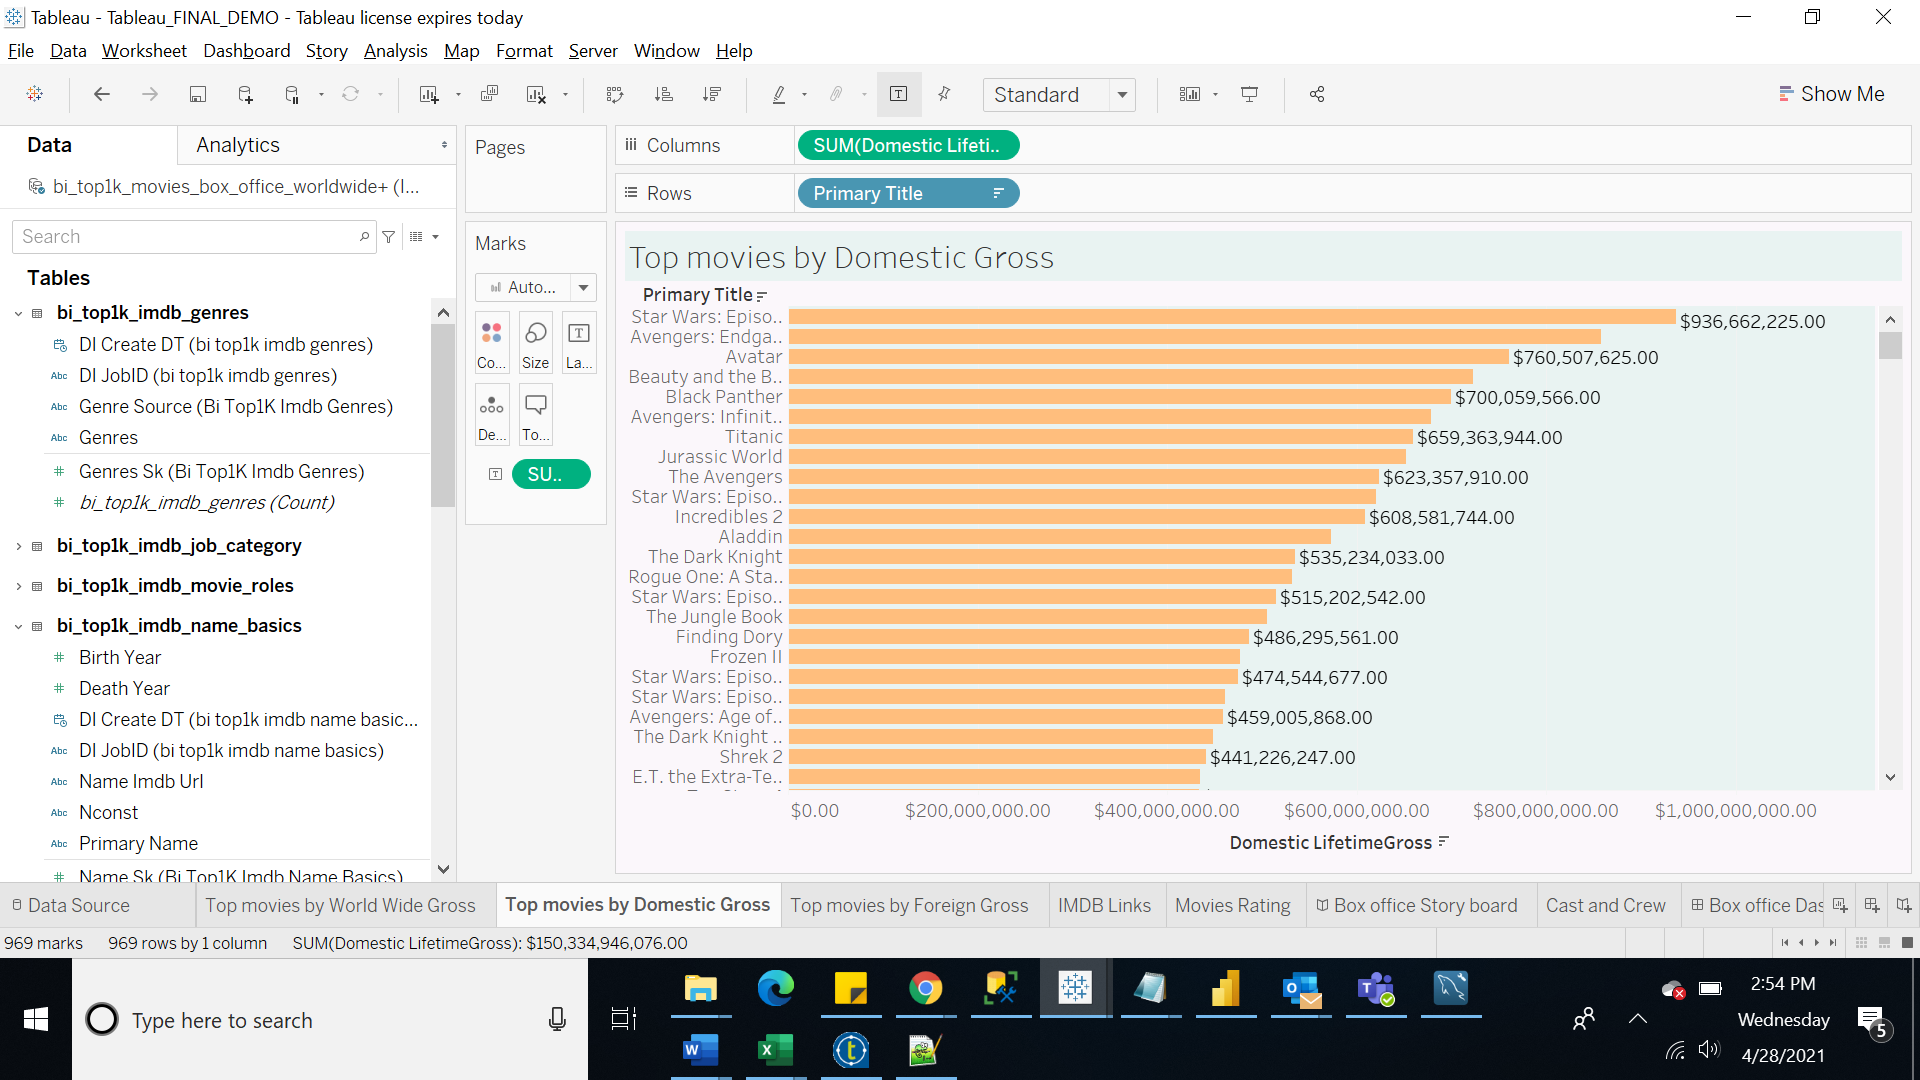 Tableau - Tableau_FINAL_DEMO - Tableau license expires today
File Data Worksheet Dashboard Story Analysis Map Format Server Window Help
Standard
Show Me
Data Analytics
bi_top1k_movies_box_office_worldwide+ (I...
Search
Tables
bi_top1k_imdb_genres
DI Create DT (bi top1k imdb genres)
Abc DI JobID (bi top1k imdb genres)
Abc Genre Source (Bi Top1K Imdb Genres)
Abc Genres
# Genres Sk (Bi Top1K Imdb Genres)
# bi_top1k_imdb_genres (Count)
bi_top1k_imdb_job_category
bi_top1k_imdb_movie_roles
bi_top1k_imdb_name_basics
# Birth Year
# Death Year
DI Create DT (bi top1k imdb name basic...
Abc DI JobID (bi top1k imdb name basics)
Abc Name Imdb Url
Abc Nconst
Abc Primary Name
# Name Sk (Bi Top1K Imdb Name Basics)
Pages
Marks
Auto...
Co... Size La...
De... To...
SU..
Columns SUM(Domestic Lifeti..
Rows Primary Title
Top movies by Domestic Gross
Primary Title
Star Wars: Episo.. $936,662,225.00
Avengers: Endga..
Avatar $760,507,625.00
Beauty and the B..
Black Panther $700,059,566.00
Avengers: Infinit..
Titanic $659,363,944.00
Jurassic World
The Avengers $623,357,910.00
Star Wars: Episo..
Incredibles 2 $608,581,744.00
Aladdin
The Dark Knight $535,234,033.00
Rogue One: A Sta..
Star Wars: Episo.. $515,202,542.00
The Jungle Book
Finding Dory $486,295,561.00
Frozen II
Star Wars: Episo.. $474,544,677.00
Star Wars: Episo..
Avengers: Age of.. $459,005,868.00
The Dark Knight ..
Shrek 2 $441,226,247.00
E.T. the Extra-Te..
$0.00 $200,000,000.00 $400,000,000.00 $600,000,000.00 $800,000,000.00 $1,000,000,000.00
Domestic LifetimeGross
Data Source Top movies by World Wide Gross Top movies by Domestic Gross Top movies by Foreign Gross IMDB Links Movies Rating Box office Story board Cast and Crew Box office Das
969 marks 969 rows by 1 column SUM(Domestic LifetimeGross): $150,334,946,076.00
Type here to search
2:54 PM
Wednesday
4/28/2021
5